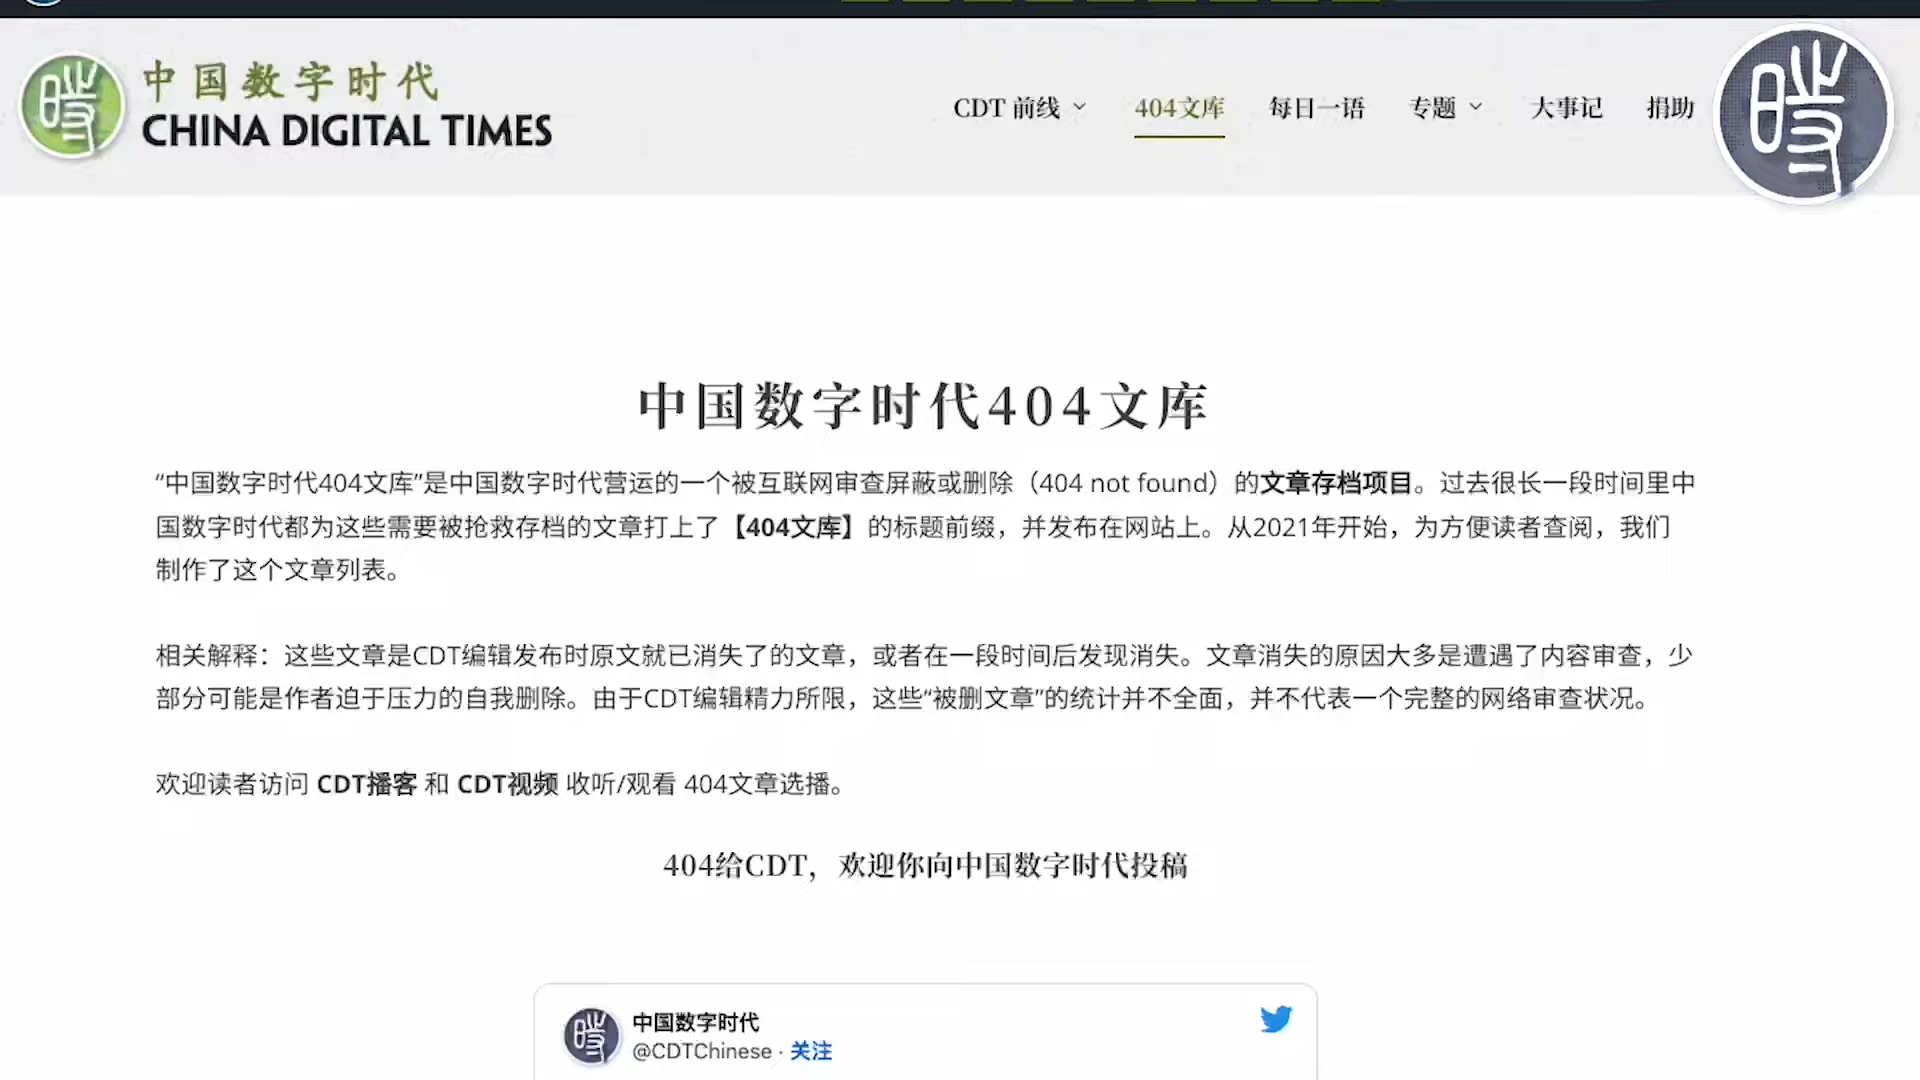 中国数字时代
CHINA DIGITAL TIMES
CDT 前线
404文库
每日一语
专题
大事记
捐助
中国数字时代404文库
“中国数字时代404文库”是中国数字时代营运的一个被互联网审查屏蔽或删除（404 not found）的文章存档项目。过去很长一段时间里中
国数字时代都为这些需要被抢救存档的文章打上了【404文库】的标题前缀，并发布在网站上。从2021年开始，为方便读者查阅，我们
制作了这个文章列表。
相关解释：这些文章是CDT编辑发布时原文就已消失了的文章，或者在一段时间后发现消失。文章消失的原因大多是遭遇了内容审查，少
部分可能是作者迫于压力的自我删除。由于CDT编辑精力所限，这些“被删文章”的统计并不全面，并不代表一个完整的网络审查状况。
欢迎读者访问 CDT播客 和 CDT视频 收听/观看 404文章选播。
404给CDT，欢迎你向中国数字时代投稿
中国数字时代
@CDTChinese · 关注